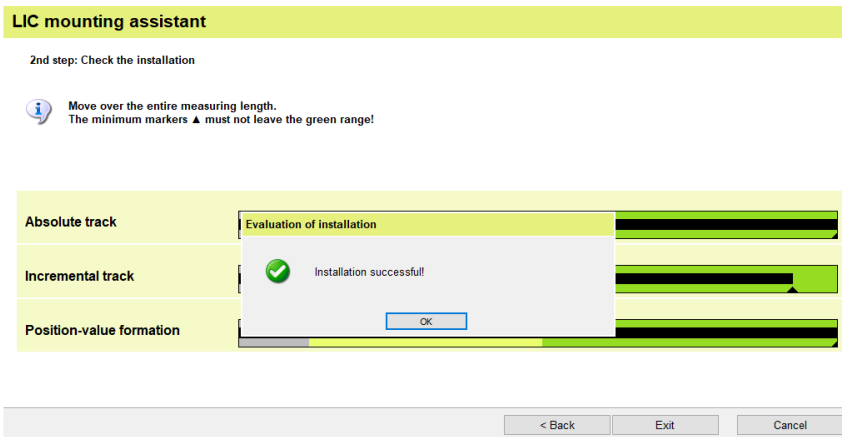 LIC mounting assistant
2nd step: Check the installation
Move over the entire measuring length.
The minimum markers ▲ must not leave the green range!
Absolute track
Evaluation of installation
Installation successful!
Incremental track
OK
Position-value formation
< Back
Exit
Cancel